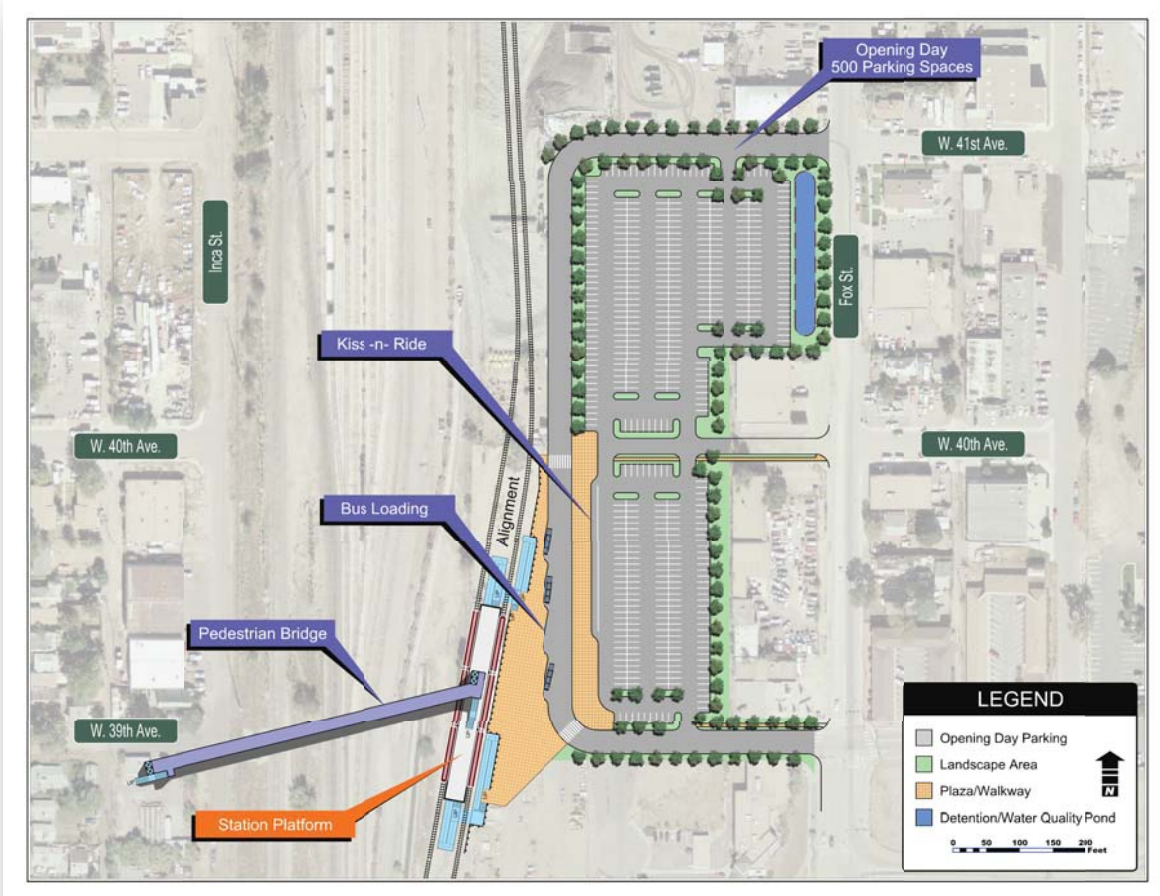 Opening Day
500 Parking Spaces
W. 41st Ave.
Inca St.
Fox St.
Kiss -n- Ride
W. 40th Ave.
W. 40th Ave.
Bus Loading
Alignment
Pedestrian Bridge
W. 39th Ave.
Station Platform
LEGEND
Opening Day Parking
Landscape Area
Plaza/Walkway
Detention/Water Quality Pond
N
0 50 100 150 200
Feet